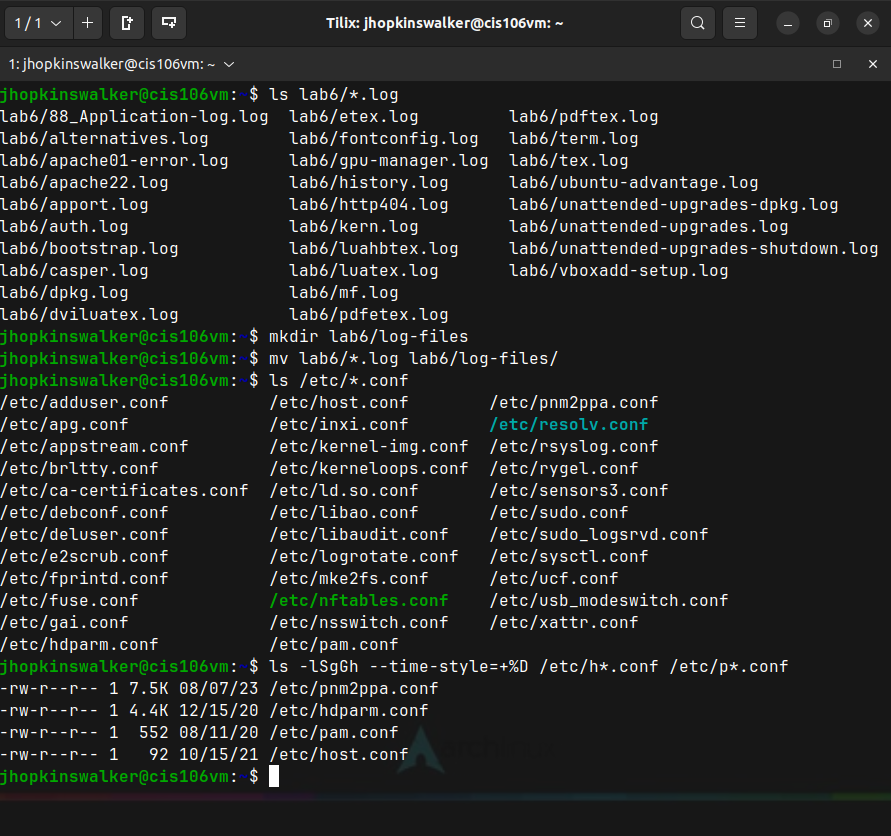 1 / 1
Tilix: jhopkinswalker@cis106vm: ~
1: jhopkinswalker@cis106vm: ~
jhopkinswalker@cis106vm:~$ ls lab6/*.log
lab6/88_Application-log.log lab6/etex.log lab6/pdftex.log
lab6/alternatives.log lab6/fontconfig.log lab6/term.log
lab6/apache01-error.log lab6/gpu-manager.log lab6/tex.log
lab6/apache22.log lab6/history.log lab6/ubuntu-advantage.log
lab6/apport.log lab6/http404.log lab6/unattended-upgrades-dpkg.log
lab6/auth.log lab6/kern.log lab6/unattended-upgrades.log
lab6/bootstrap.log lab6/luahbtex.log lab6/unattended-upgrades-shutdown.log
lab6/casper.log lab6/luatex.log lab6/vboxadd-setup.log
lab6/dpkg.log lab6/mf.log
lab6/dviluatex.log lab6/pdfetex.log
jhopkinswalker@cis106vm:~$ mkdir lab6/log-files
jhopkinswalker@cis106vm:~$ mv lab6/*.log lab6/log-files/
jhopkinswalker@cis106vm:~$ ls /etc/*.conf
/etc/adduser.conf /etc/host.conf /etc/pnm2ppa.conf
/etc/apg.conf /etc/inxi.conf /etc/resolv.conf
/etc/appstream.conf /etc/kernel-img.conf /etc/rsyslog.conf
/etc/brltty.conf /etc/kerneloops.conf /etc/rygel.conf
/etc/ca-certificates.conf /etc/ld.so.conf /etc/sensors3.conf
/etc/debconf.conf /etc/libao.conf /etc/sudo.conf
/etc/deluser.conf /etc/libaudit.conf /etc/sudo_logsrvd.conf
/etc/e2scrub.conf /etc/logrotate.conf /etc/sysctl.conf
/etc/fprintd.conf /etc/mke2fs.conf /etc/ucf.conf
/etc/fuse.conf /etc/nftables.conf /etc/usb_modeswitch.conf
/etc/gai.conf /etc/nsswitch.conf /etc/xattr.conf
/etc/hdparm.conf /etc/pam.conf
jhopkinswalker@cis106vm:~$ ls -lSgGh --time-style=+%D /etc/h*.conf /etc/p*.conf
-rw-r--r-- 1 7.5K 08/07/23 /etc/pnm2ppa.conf
-rw-r--r-- 1 4.4K 12/15/20 /etc/hdparm.conf
-rw-r--r-- 1 552 08/11/20 /etc/pam.conf
-rw-r--r-- 1 92 10/15/21 /etc/host.conf
jhopkinswalker@cis106vm:~$